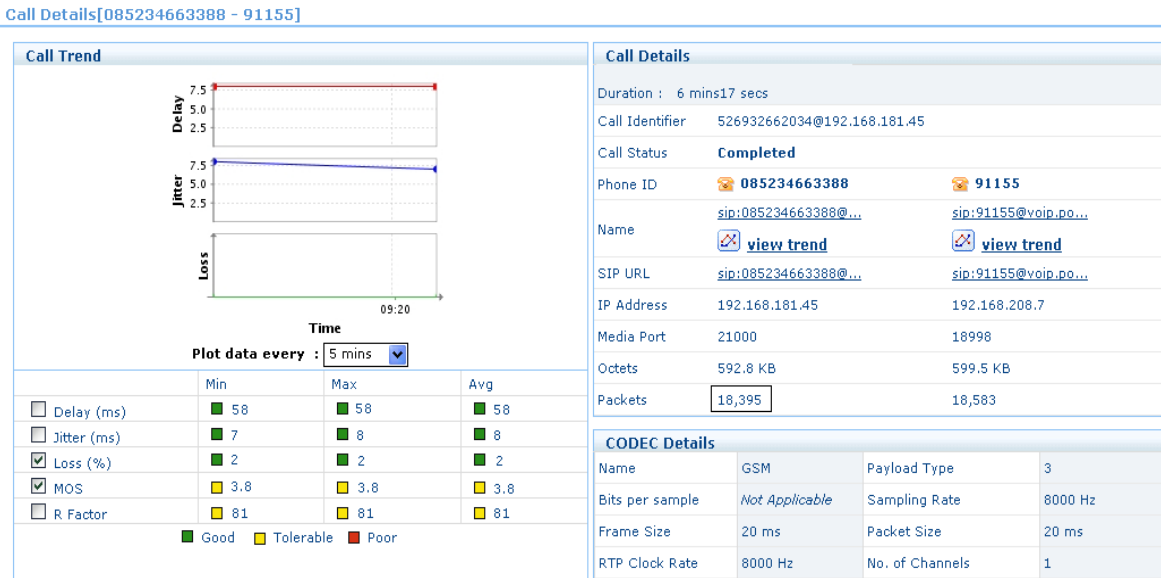 Call Details[085234663388 - 91155]
Call Trend
7.5
5.0
2.5
Delay
7.5
5.0
2.5
Jitter
Loss
09:20
Time
Plot data every : 5 mins
Min Max Avg
Delay (ms) 58 58 58
Jitter (ms) 7 8 8
Loss (%) 2 2 2
MOS 3.8 3.8 3.8
R Factor 81 81 81
Good Tolerable Poor
Call Details
Duration : 6 mins17 secs
Call Identifier 526932662034@192.168.181.45
Call Status Completed
Phone ID 085234663388 91155
Name sip:085234663388@... sip:91155@voip.po...
view trend view trend
SIP URL sip:085234663388@... sip:91155@voip.po...
IP Address 192.168.181.45 192.168.208.7
Media Port 21000 18998
Octets 592.8 KB 599.5 KB
Packets 18,395 18,583
CODEC Details
Name GSM Payload Type 3
Bits per sample Not Applicable Sampling Rate 8000 Hz
Frame Size 20 ms Packet Size 20 ms
RTP Clock Rate 8000 Hz No. of Channels 1